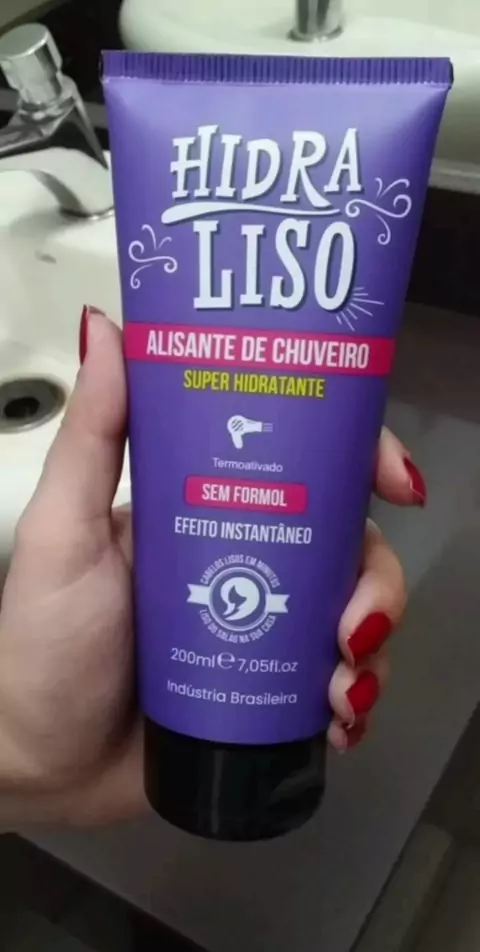 HIDRA
LISO
ALISANTE DE CHUVEIRO
SUPER HIDRATANTE
Termoativado
SEM FORMOL
EFEITO INSTANTÂNEO
CABELOS LISOS EM MINUTOS
LISO DO SALÃO NA SUA CASA
200ml℮7,05fl.oz
Indústria Brasileira